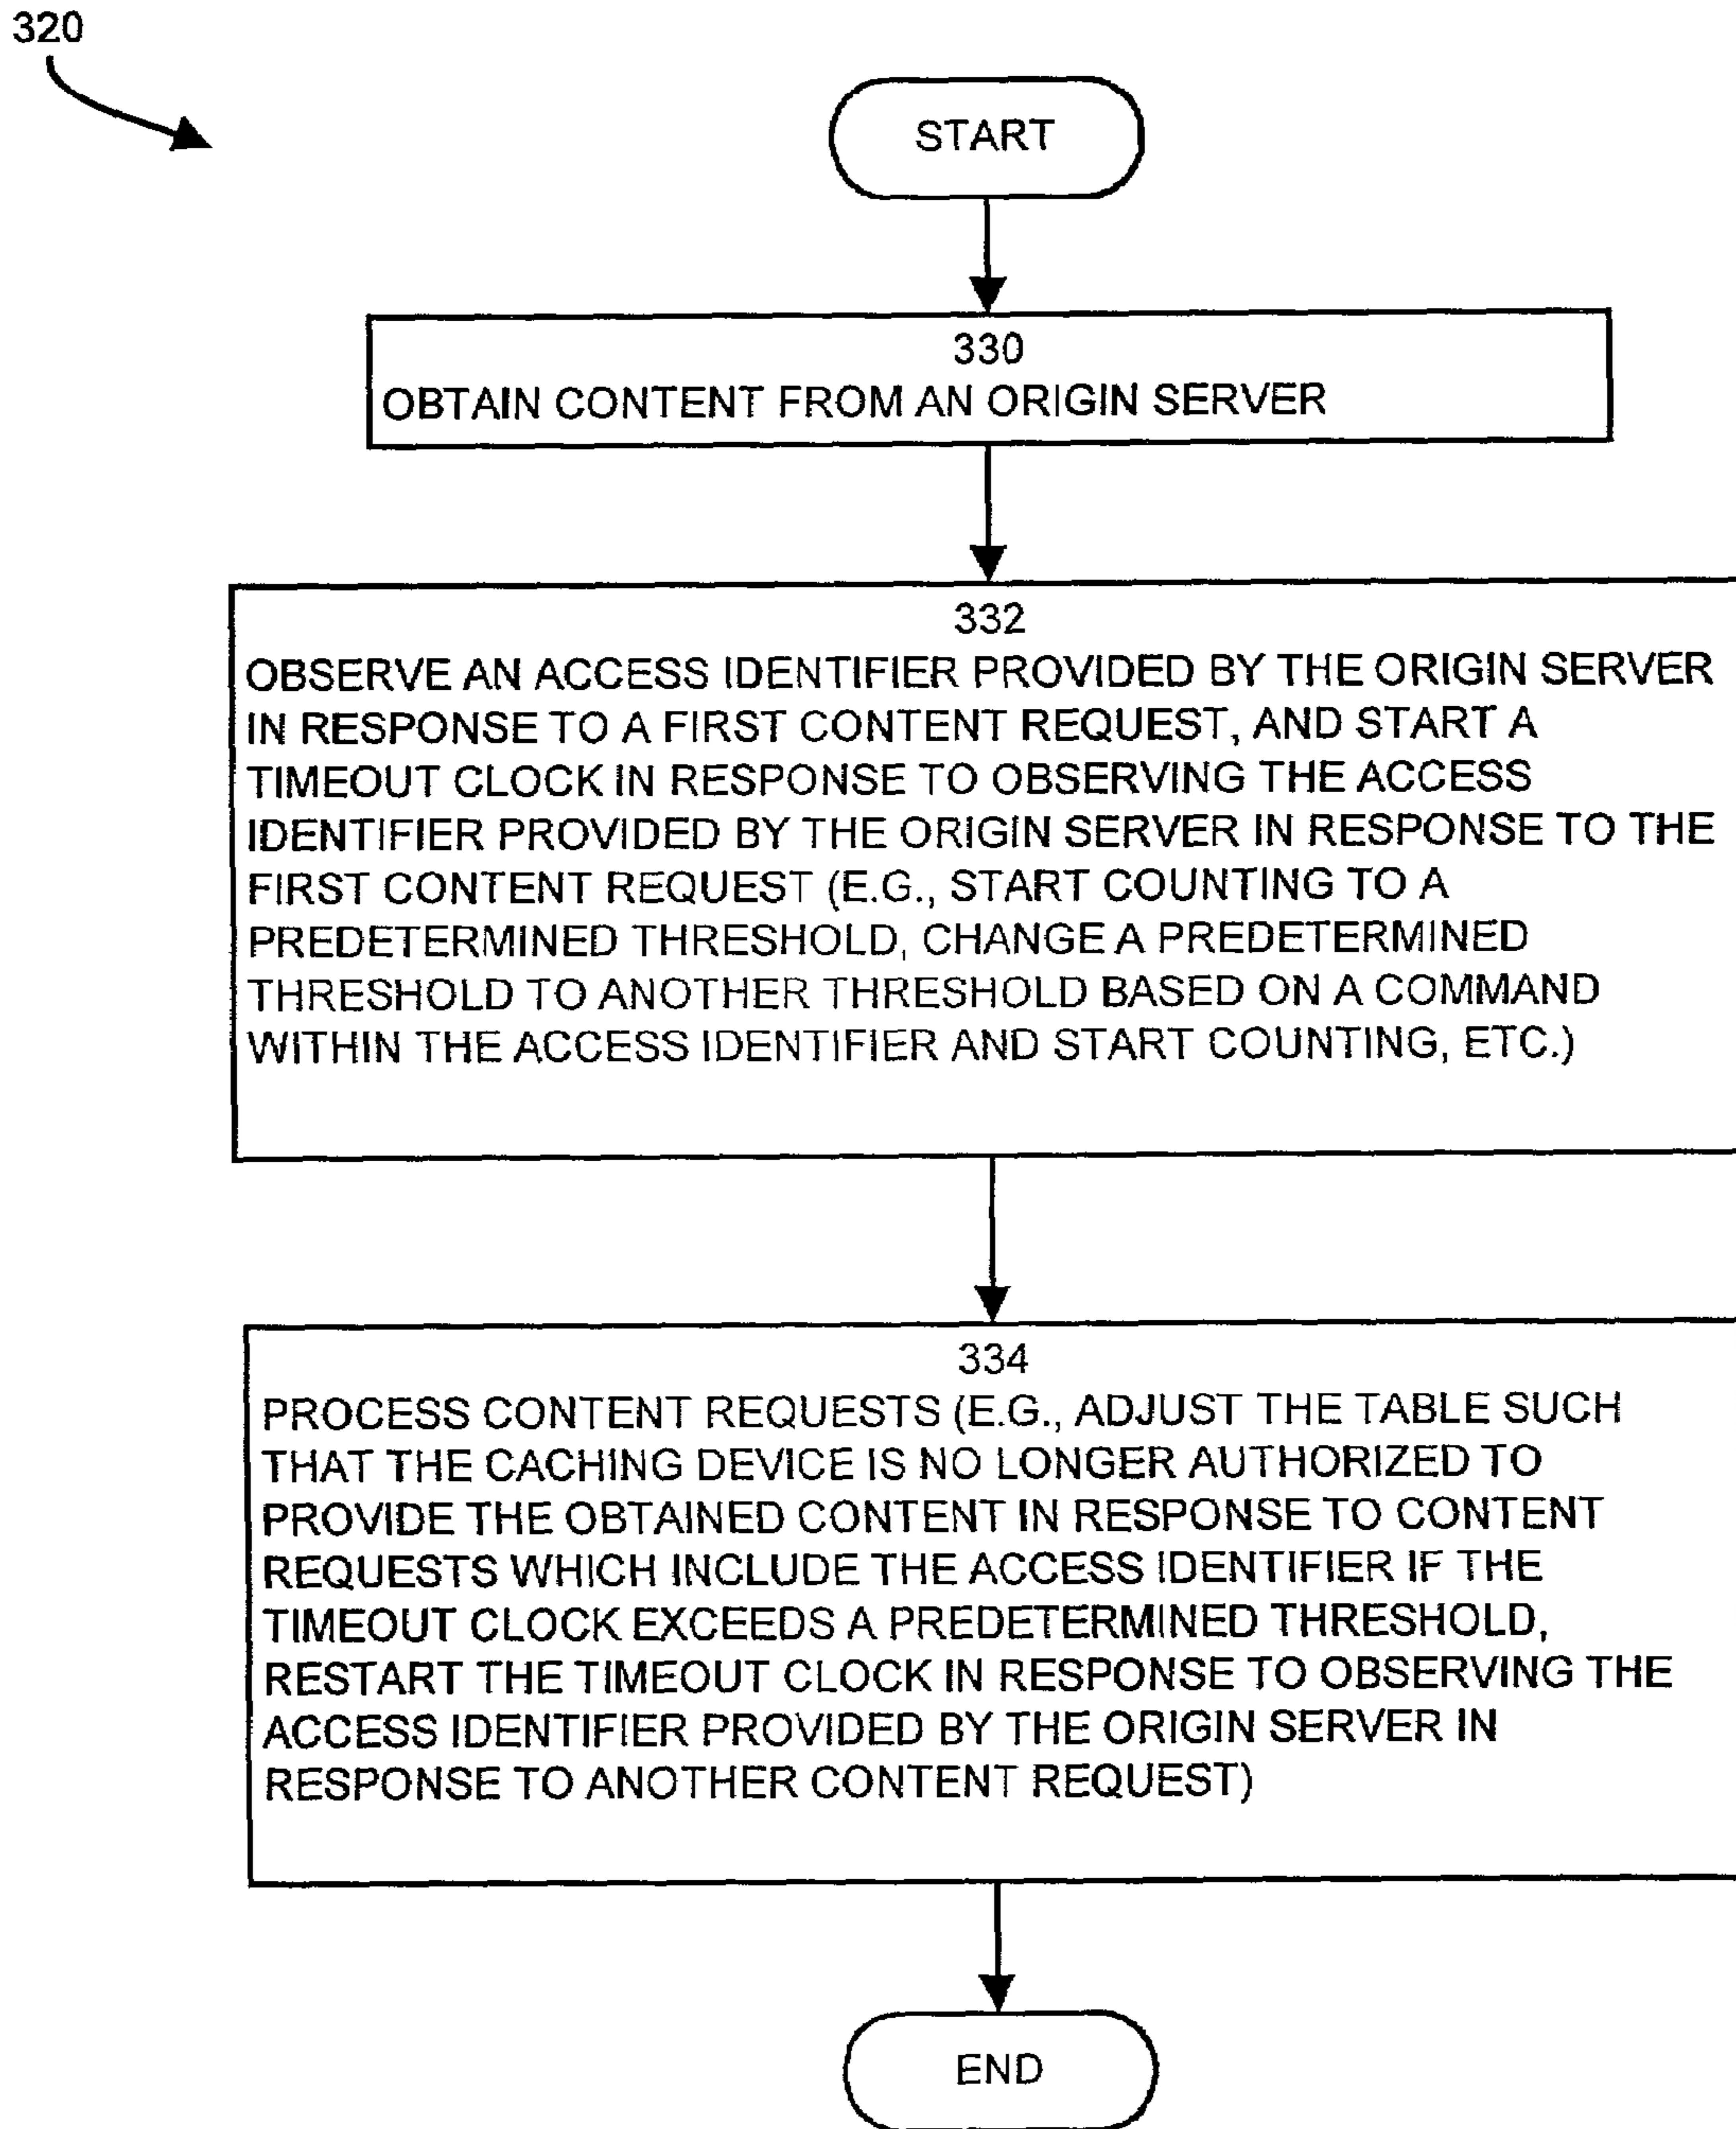 320
START
330
OBTAIN CONTENT FROM AN ORIGIN SERVER
332
OBSERVE AN ACCESS IDENTIFIER PROVIDED BY THE ORIGIN SERVER
IN RESPONSE TO A FIRST CONTENT REQUEST, AND START A
TIMEOUT CLOCK IN RESPONSE TO OBSERVING THE ACCESS
IDENTIFIER PROVIDED BY THE ORIGIN SERVER IN RESPONSE TO THE
FIRST CONTENT REQUEST (E.G., START COUNTING TO A
PREDETERMINED THRESHOLD, CHANGE A PREDETERMINED
THRESHOLD TO ANOTHER THRESHOLD BASED ON A COMMAND
WITHIN THE ACCESS IDENTIFIER AND START COUNTING, ETC.)
334
PROCESS CONTENT REQUESTS (E.G., ADJUST THE TABLE SUCH
THAT THE CACHING DEVICE IS NO LONGER AUTHORIZED TO
PROVIDE THE OBTAINED CONTENT IN RESPONSE TO CONTENT
REQUESTS WHICH INCLUDE THE ACCESS IDENTIFIER IF THE
TIMEOUT CLOCK EXCEEDS A PREDETERMINED THRESHOLD,
RESTART THE TIMEOUT CLOCK IN RESPONSE TO OBSERVING THE
ACCESS IDENTIFIER PROVIDED BY THE ORIGIN SERVER IN
RESPONSE TO ANOTHER CONTENT REQUEST)
END